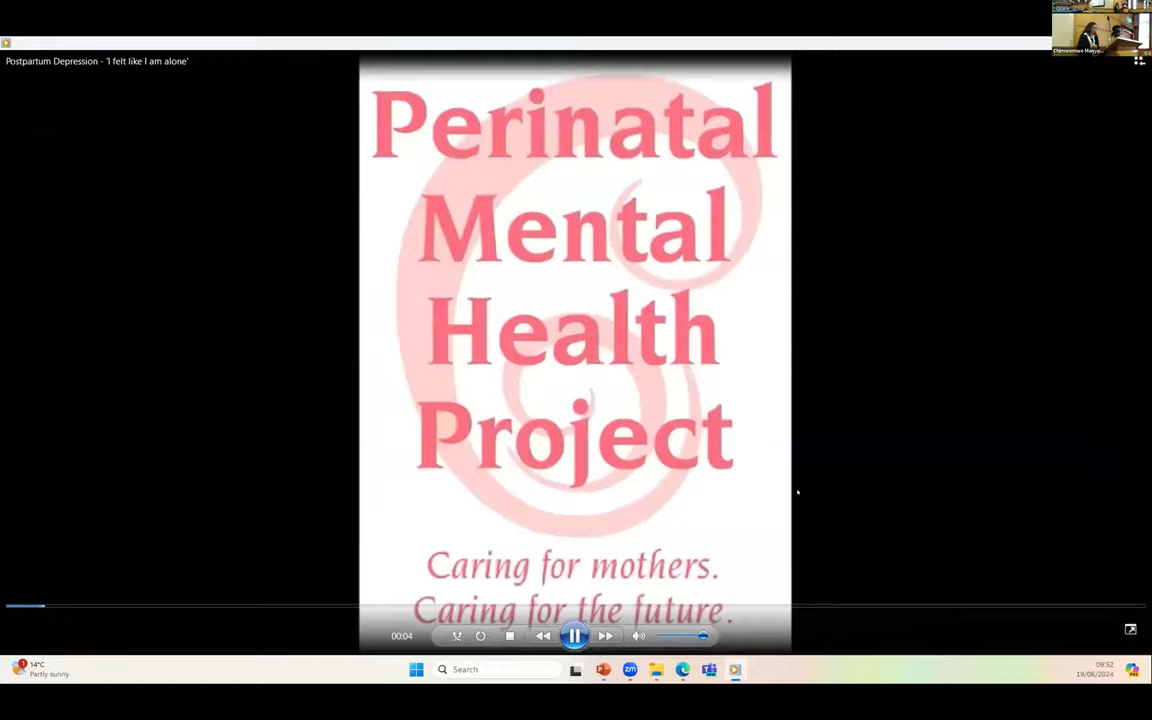 Postpartum Depression - 'I felt like I am alone'
Perinatal
Mental
Health
Project
Caring for mothers.
Caring for the future.
00:04
1
14°C
Partly sunny
Search
09:52
19/06/2024